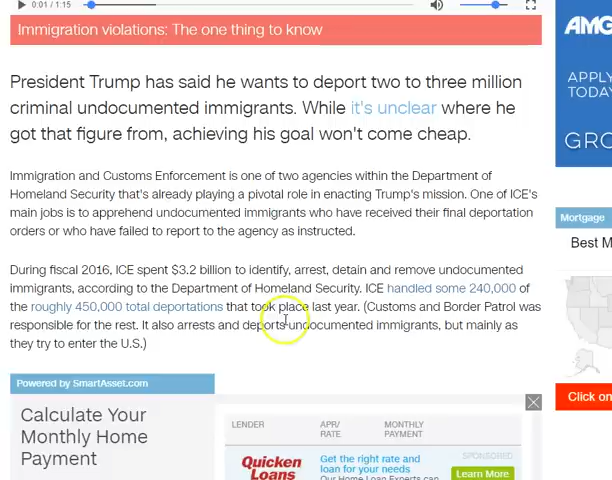 0:01 / 1:15
Immigration violations: The one thing to know
AMG
President Trump has said he wants to deport two to three million
criminal undocumented immigrants. While it's unclear where he
got that figure from, achieving his goal won't come cheap.
APPLY
TODAY
GRO
Immigration and Customs Enforcement is one of two agencies within the Department of
Homeland Security that's already playing a pivotal role in enacting Trump's mission. One of ICE's
main jobs is to apprehend undocumented immigrants who have received their final deportation
orders or who have failed to report to the agency as instructed.
Mortgage
Best M
During fiscal 2016, ICE spent $3.2 billion to identify, arrest, detain and remove undocumented
immigrants, according to the Department of Homeland Security. ICE handled some 240,000 of
the roughly 450,000 total deportations that took place last year. (Customs and Border Patrol was
responsible for the rest. It also arrests and deports undocumented immigrants, but mainly as
they try to enter the U.S.)
Click on
Powered by SmartAsset.com
Calculate Your
Monthly Home
Payment
LENDER APR/ MONTHLY
RATE PAYMENT
SPONSORED
Quicken
Loans
Get the right rate and
loan for your needs
Our Home Loan Experts can
Learn More